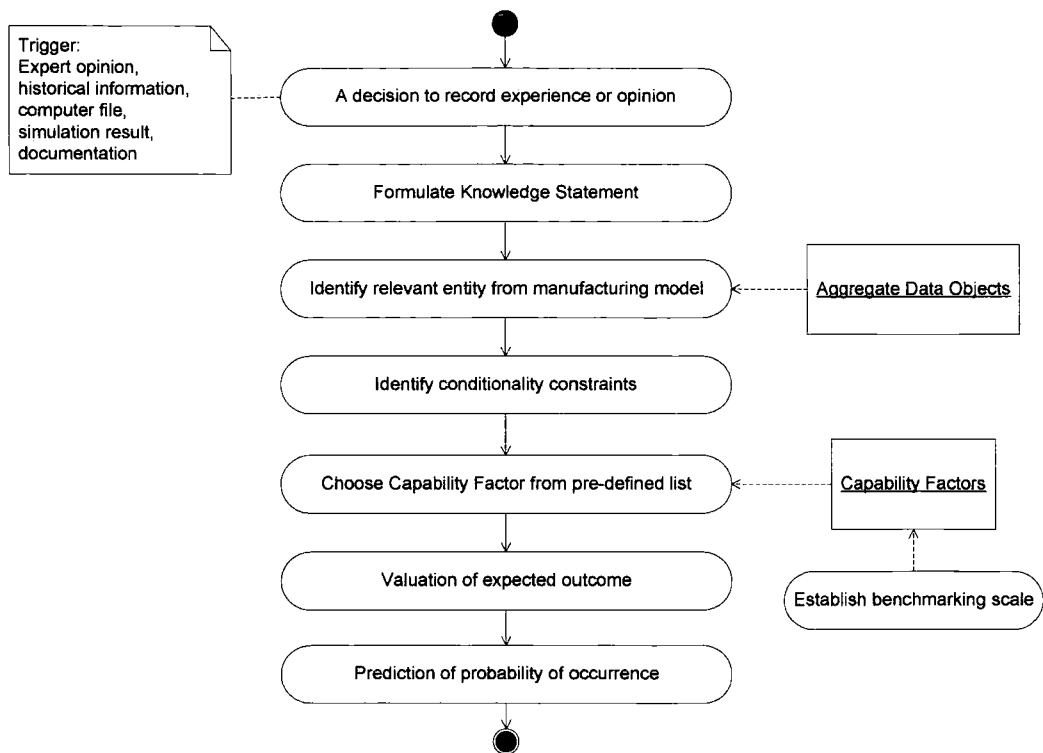 Trigger:
Expert opinion,
historical information,
computer file,
simulation result,
documentation
A decision to record experience or opinion
Formulate Knowledge Statement
Identify relevant entity from manufacturing model
Aggregate Data Objects
Identify conditionality constraints
Choose Capability Factor from pre-defined list
Capability Factors
Valuation of expected outcome
Establish benchmarking scale
Prediction of probability of occurrence